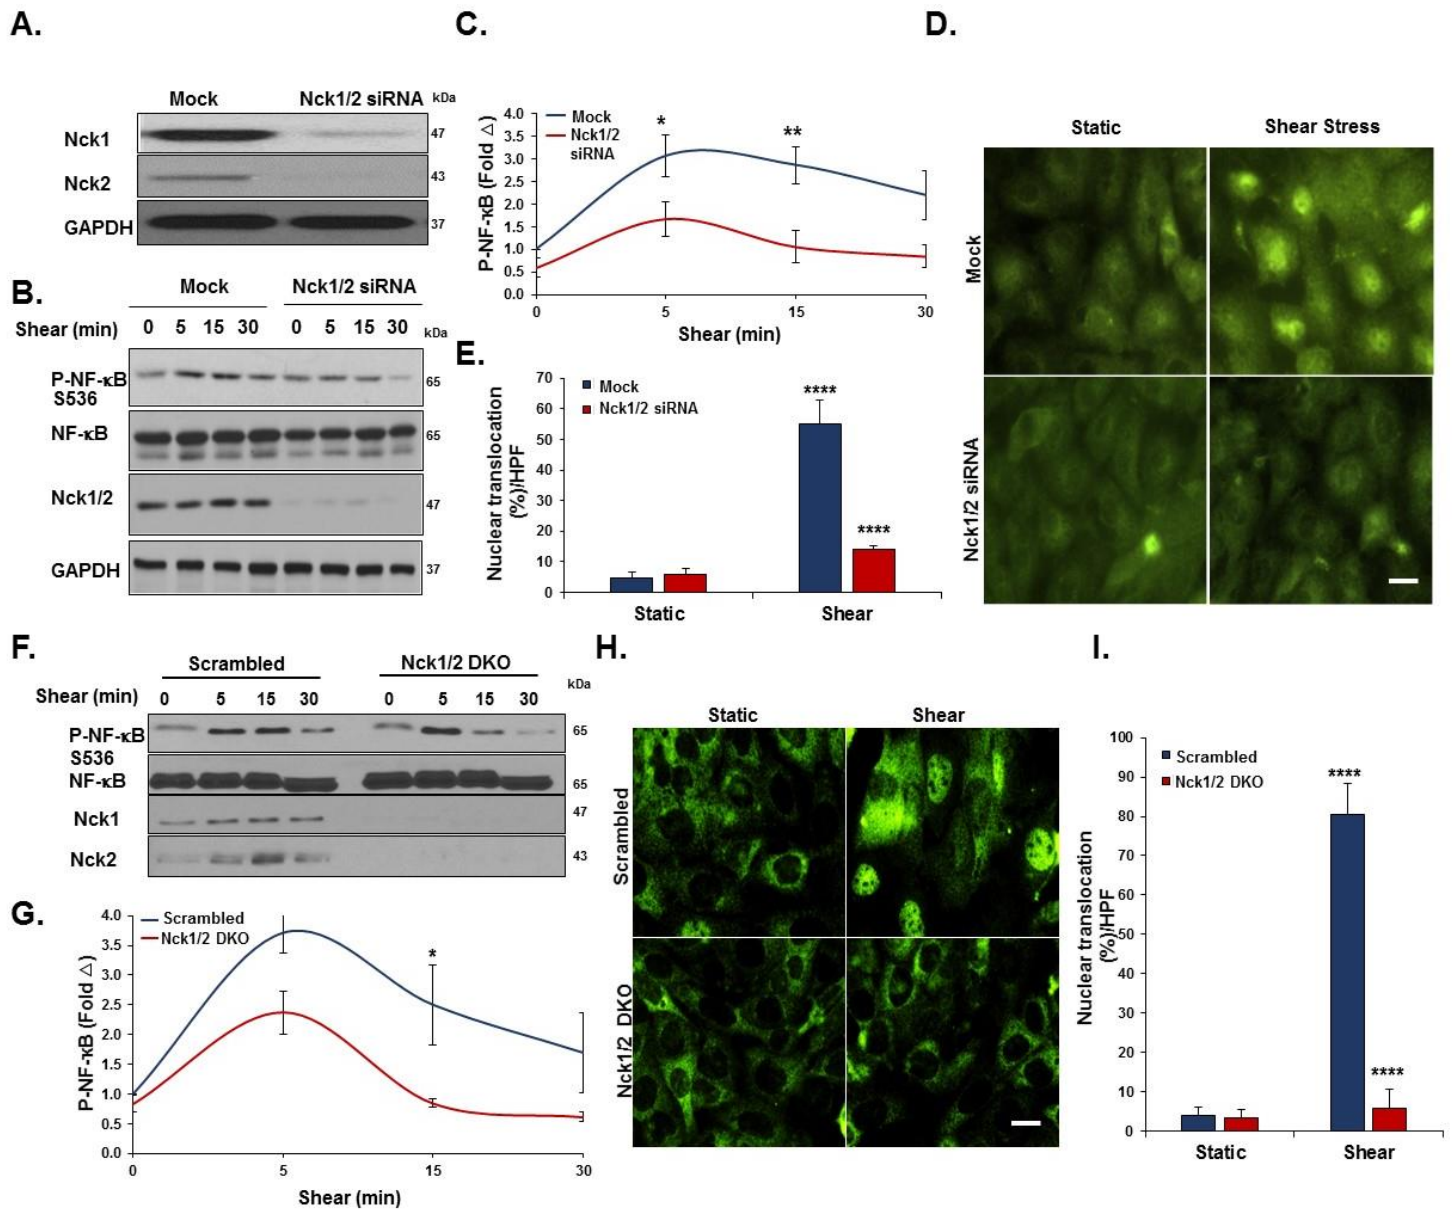 A.
Mock Nck1/2 siRNA kDa
Nck1 47
Nck2 43
GAPDH 37
B.
Mock Nck1/2 siRNA
Shear (min) 0 5 15 30 0 5 15 30 kDa
P-NF-κB 65
S536
NF-κB 65
Nck1/2 47
GAPDH 37
C.
P-NF-κB (Fold △)
4.0
3.5
3.0
2.5
2.0
1.5
1.0
0.5
0.0
Mock
Nck1/2
siRNA
* **
0 5 15 30
Shear (min)
D.
Static Shear Stress
Mock
Nck1/2 siRNA
E.
Nuclear translocation
(%)/HPF
70
60
50
40
30
20
10
0
Mock
Nck1/2 siRNA
****
****
Static Shear
F.
Scrambled Nck1/2 DKO
Shear (min) 0 5 15 30 0 5 15 30 kDa
P-NF-κB 65
S536
NF-κB 65
Nck1 47
Nck2 43
G.
P-NF-κB (Fold △)
4.0
3.5
3.0
2.5
2.0
1.5
1.0
0.5
0.0
Scrambled
Nck1/2 DKO
*
0 5 15 30
Shear (min)
H.
Static Shear
Scrambled
Nck1/2 DKO
I.
Nuclear translocation
(%)/HPF
100
90
80
70
60
50
40
30
20
10
0
Scrambled
Nck1/2 DKO
****
****
Static Shear